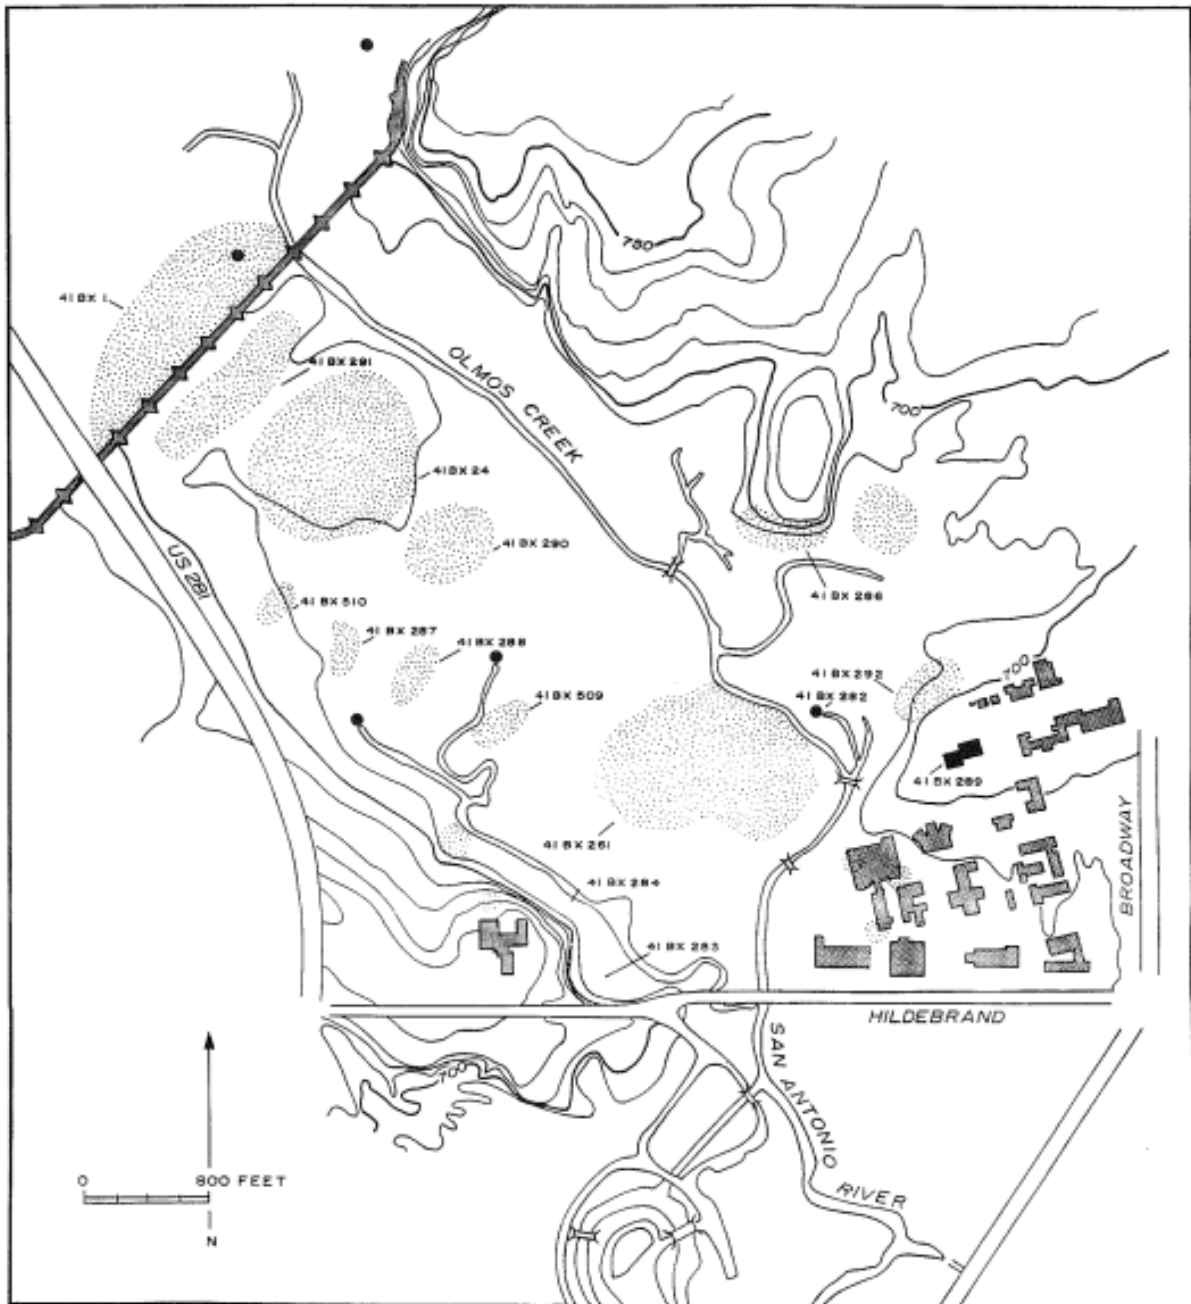 750
41 BX 1
OLMOS CREEK
41 BX 291
700
41 BX 24
US 281
41 BX 290
41 BX 510
41 BX 286
41 BX 287
41 BX 288
700
41 BX 292
41 BX 282
41 BX 509
41 BX 289
BROADWAY
41 BX 261
41 BX 284
41 BX 283
HILDEBRAND
SAN ANTONIO RIVER
700
0 800 FEET
N